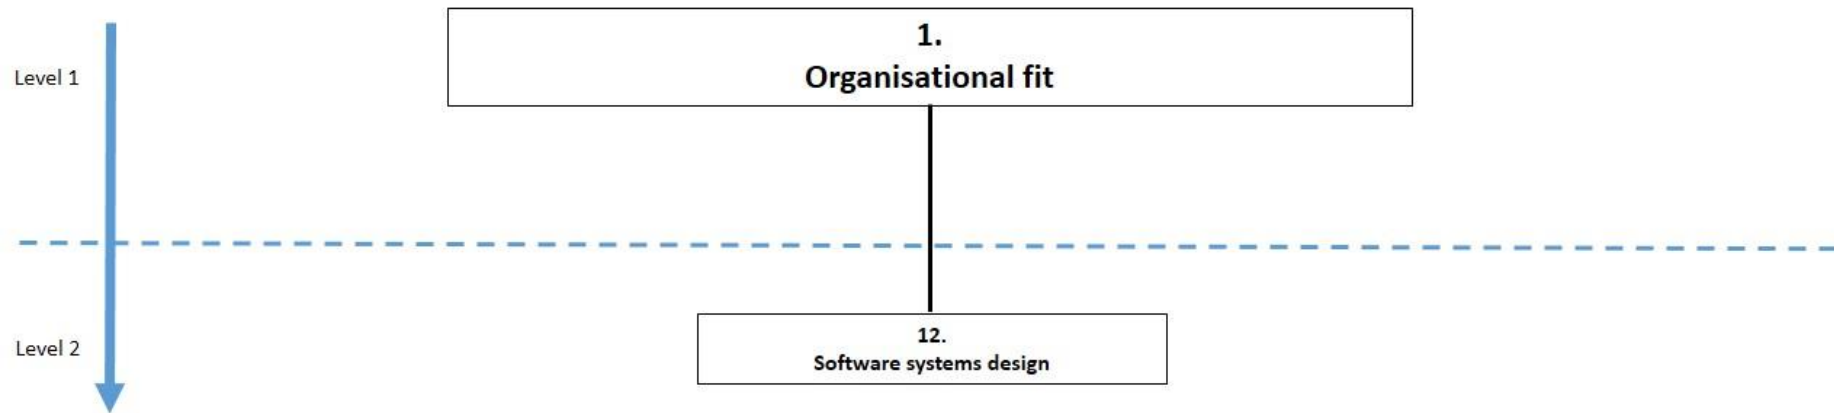 Level 1
1.
Organisational fit
Level 2
12.
Software systems design